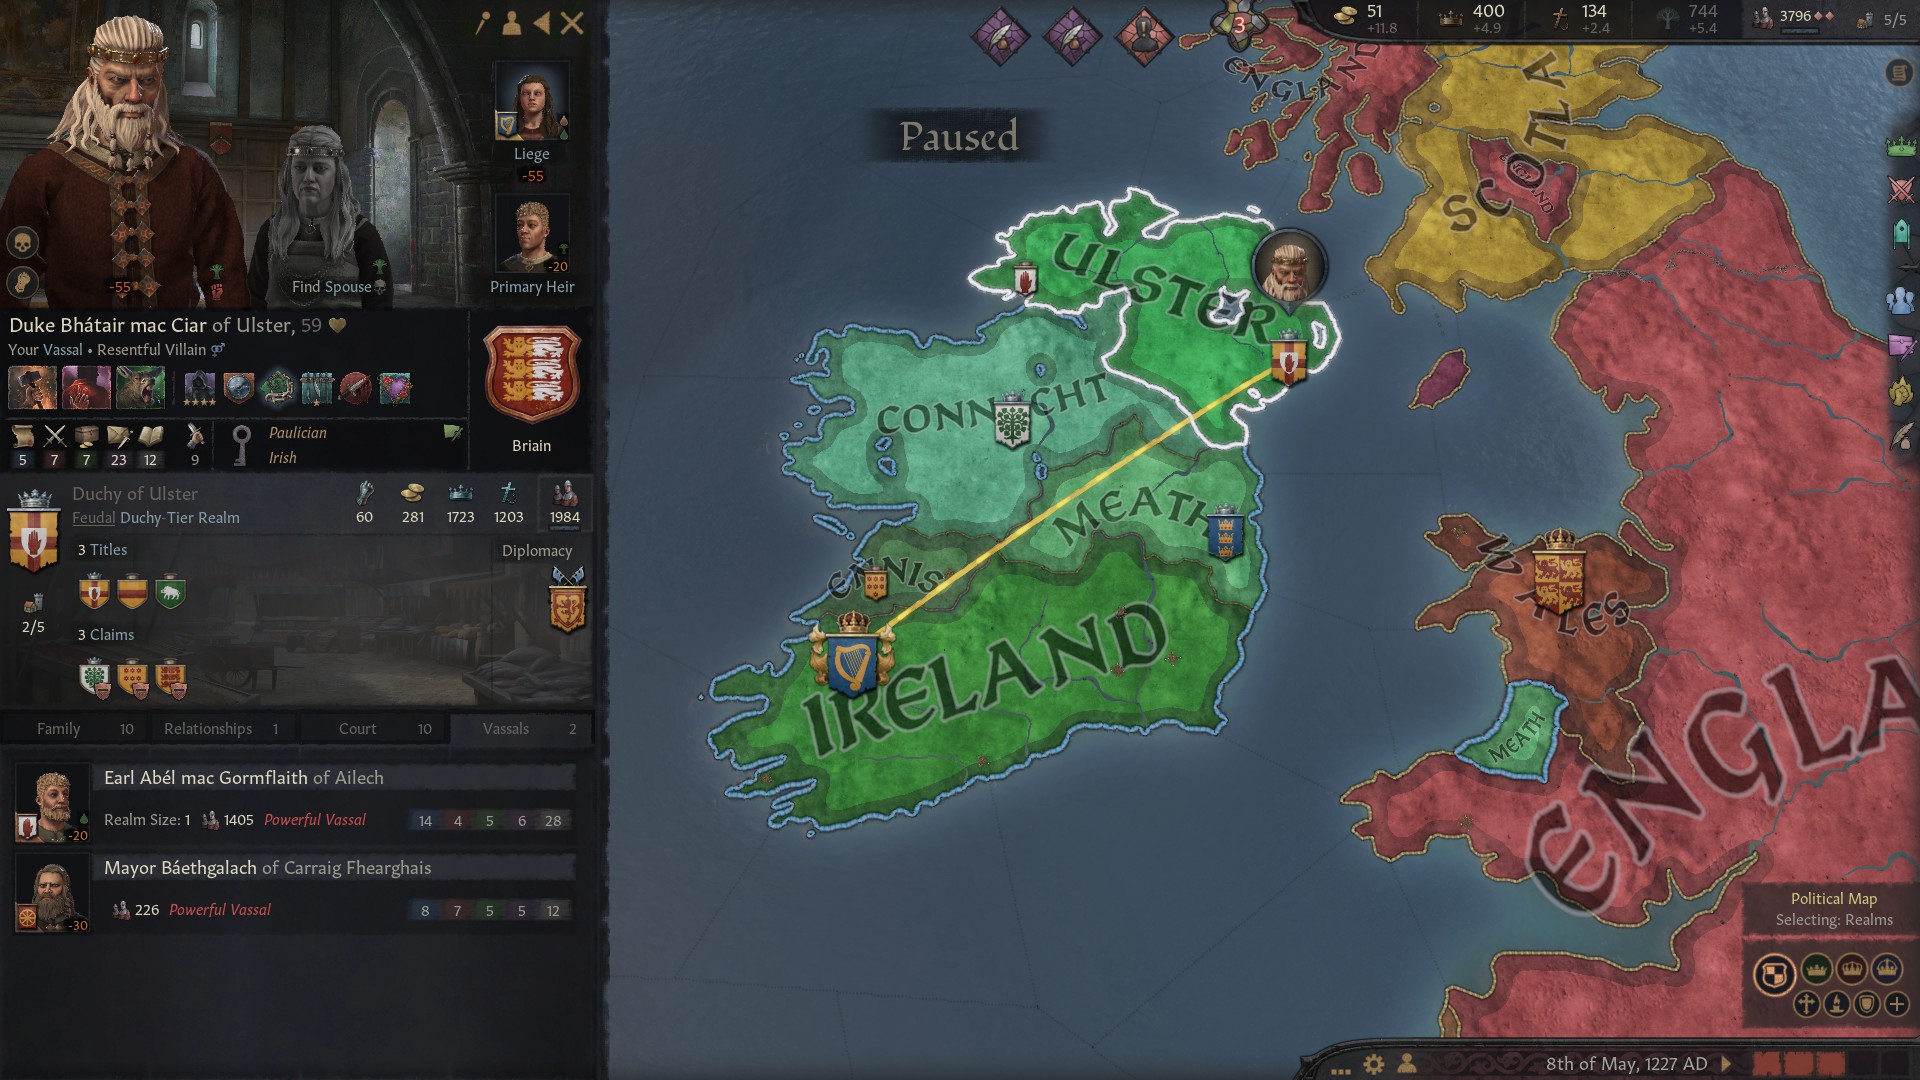 51
+11.8
400
+4.9
134
+2.4
744
+5.4
3796
5/5
3
Paused
Liege
-55
-20
Primary Heir
-55
Find Spouse
Duke Bhátair mac Ciar of Ulster, 59
Your Vassal • Resentful Villain
Briain
5 7 7 23 12 9
Paulician
Irish
Duchy of Ulster
Feudal Duchy-Tier Realm
60 281 1723 1203 1984
3 Titles
Diplomacy
2/5
3 Claims
Family 10
Relationships 1
Court 10
Vassals 2
Earl Abél mac Gormflaith of Ailech
-20
Realm Size: 1 1405 Powerful Vassal 14 4 5 6 28
Mayor Báethgalach of Carraig Fhearghais
-30
226 Powerful Vassal 8 7 5 5 12
ENGLAND
SCOTLA
ENGLAND
ULSTER
CONNACHT
MEATH
ENNIS
IRELAND
WALES
MEATH
ENGLA
Political Map
Selecting: Realms
8th of May, 1227 AD